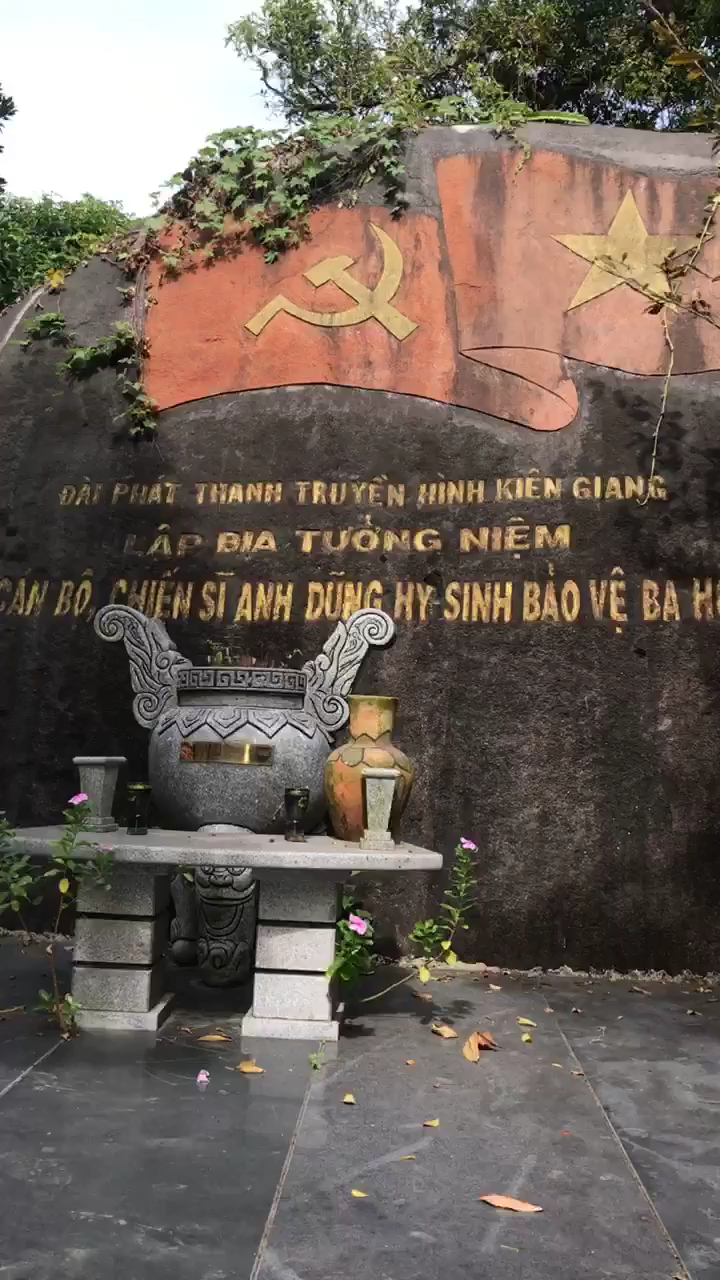 ĐÀI PHÁT THANH TRUYỀN HÌNH KIÊN GIANG
LẬP BIA TƯỞNG NIỆM
CÁN BỘ, CHIẾN SĨ ANH DŨNG HY SINH BẢO VỆ BA H